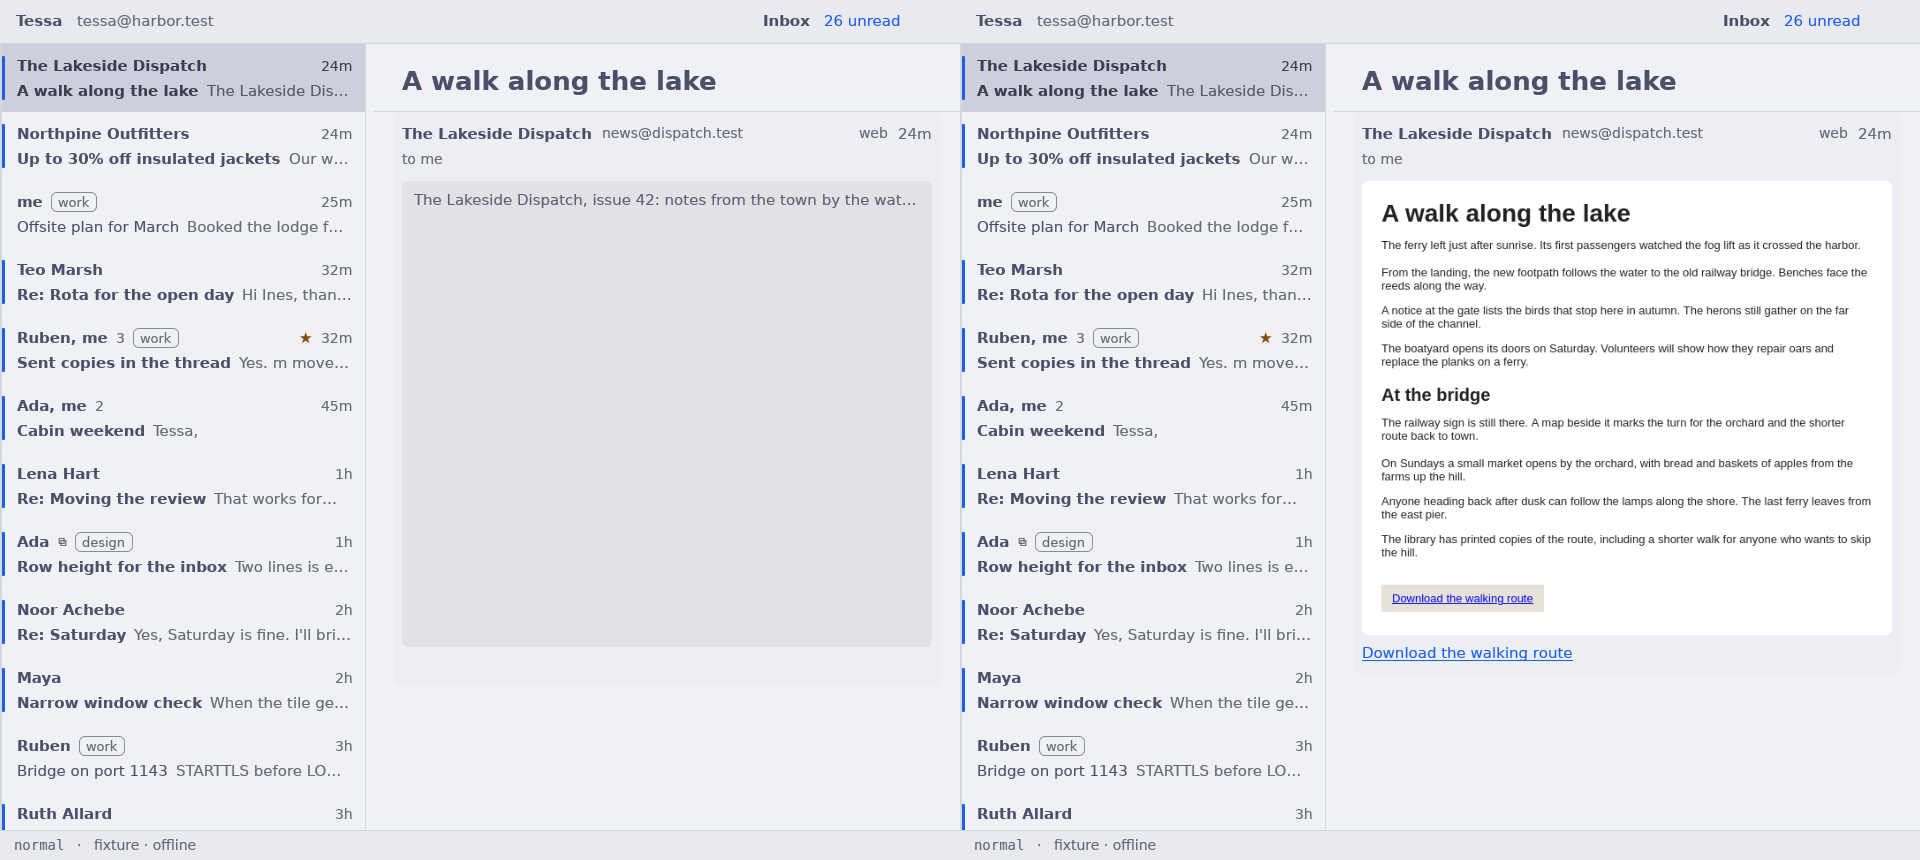 Tessa tessa@harbor.test Inbox 26 unread
The Lakeside Dispatch 24m
A walk along the lake The Lakeside Dis…
Northpine Outfitters 24m
Up to 30% off insulated jackets Our w…
me work 25m
Offsite plan for March Booked the lodge f…
Teo Marsh 32m
Re: Rota for the open day Hi Ines, than…
Ruben, me 3 work ★ 32m
Sent copies in the thread Yes. m move…
Ada, me 2 45m
Cabin weekend Tessa,
Lena Hart 1h
Re: Moving the review That works for…
Ada design 1h
Row height for the inbox Two lines is e…
Noor Achebe 2h
Re: Saturday Yes, Saturday is fine. I'll bri…
Maya 2h
Narrow window check When the tile ge…
Ruben work 3h
Bridge on port 1143 STARTTLS before LO…
Ruth Allard 3h
A walk along the lake
The Lakeside Dispatch news@dispatch.test web 24m
to me
The Lakeside Dispatch, issue 42: notes from the town by the wat…
normal · fixture · offline
Tessa tessa@harbor.test Inbox 26 unread
The Lakeside Dispatch 24m
A walk along the lake The Lakeside Dis…
Northpine Outfitters 24m
Up to 30% off insulated jackets Our w…
me work 25m
Offsite plan for March Booked the lodge f…
Teo Marsh 32m
Re: Rota for the open day Hi Ines, than…
Ruben, me 3 work ★ 32m
Sent copies in the thread Yes. m move…
Ada, me 2 45m
Cabin weekend Tessa,
Lena Hart 1h
Re: Moving the review That works for…
Ada design 1h
Row height for the inbox Two lines is e…
Noor Achebe 2h
Re: Saturday Yes, Saturday is fine. I'll bri…
Maya 2h
Narrow window check When the tile ge…
Ruben work 3h
Bridge on port 1143 STARTTLS before LO…
Ruth Allard 3h
A walk along the lake
The Lakeside Dispatch news@dispatch.test web 24m
to me
A walk along the lake
The ferry left just after sunrise. Its first passengers watched the fog lift as it crossed the harbor.
From the landing, the new footpath follows the water to the old railway bridge. Benches face the
reeds along the way.
A notice at the gate lists the birds that stop here in autumn. The herons still gather on the far
side of the channel.
The boatyard opens its doors on Saturday. Volunteers will show how they repair oars and
replace the planks on a ferry.
At the bridge
The railway sign is still there. A map beside it marks the turn for the orchard and the shorter
route back to town.
On Sundays a small market opens by the orchard, with bread and baskets of apples from the
farms up the hill.
Anyone heading back after dusk can follow the lamps along the shore. The last ferry leaves from
the east pier.
The library has printed copies of the route, including a shorter walk for anyone who wants to skip
the hill.
Download the walking route
Download the walking route
normal · fixture · offline